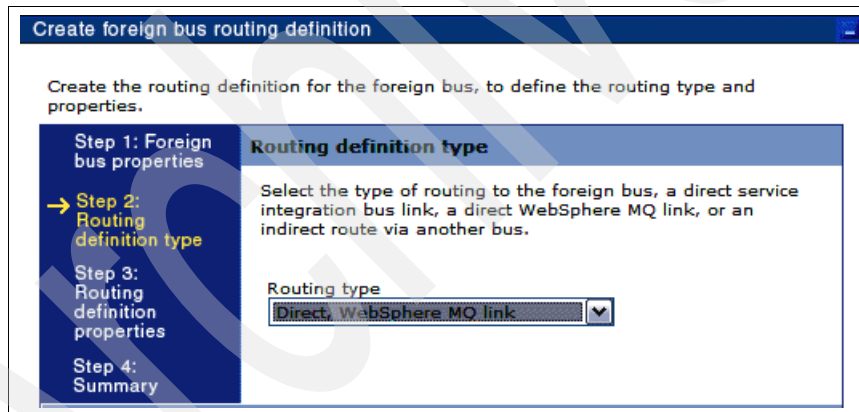 Create foreign bus routing definition
Create the routing definition for the foreign bus, to define the routing type and
properties.
Step 1: Foreign
bus properties
Step 2:
Routing
definition type
Step 3:
Routing
definition
properties
Step 4:
Summary
Routing definition type
Select the type of routing to the foreign bus, a direct service
integration bus link, a direct WebSphere MQ link, or an
indirect route via another bus.
Routing type
Direct, WebSphere MQ link